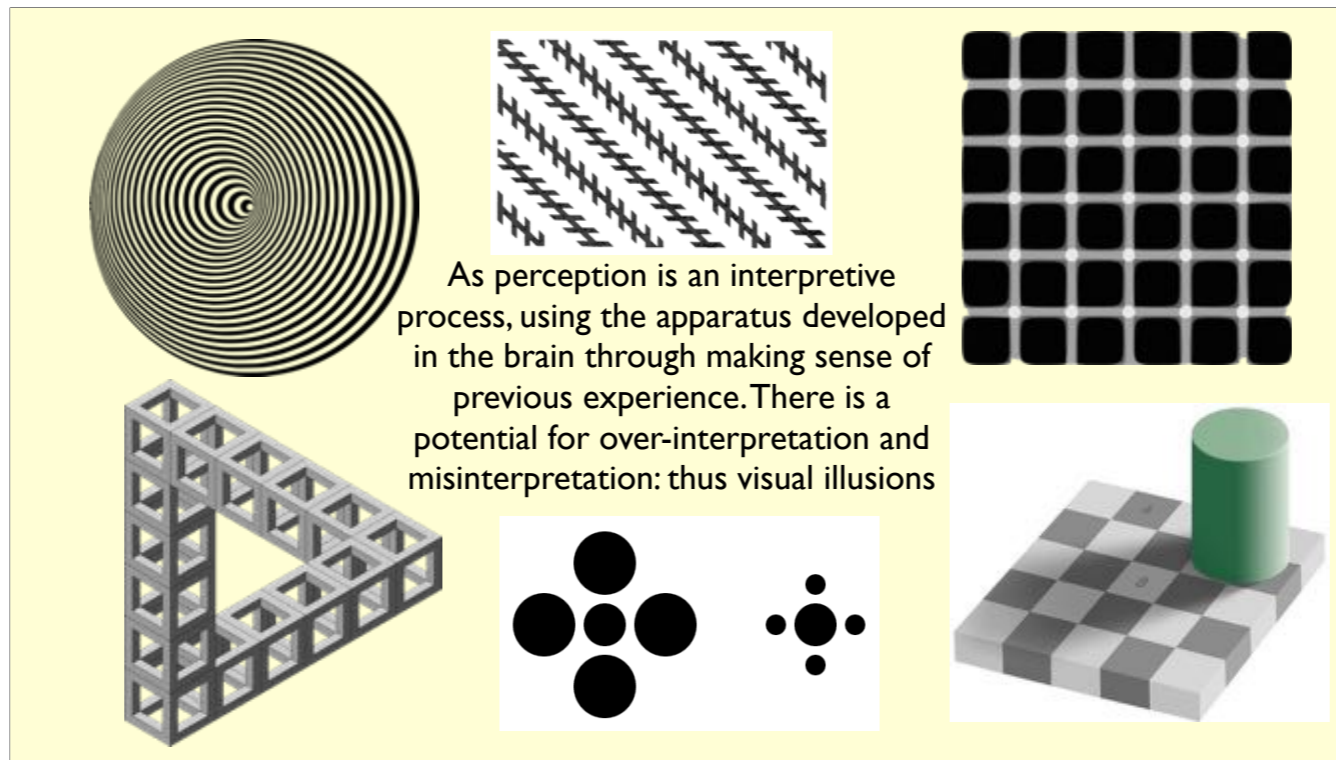 As perception is an interpretive
process, using the apparatus developed
in the brain through making sense of
previous experience. There is a
potential for over-interpretation and
misinterpretation: thus visual illusions
A
B